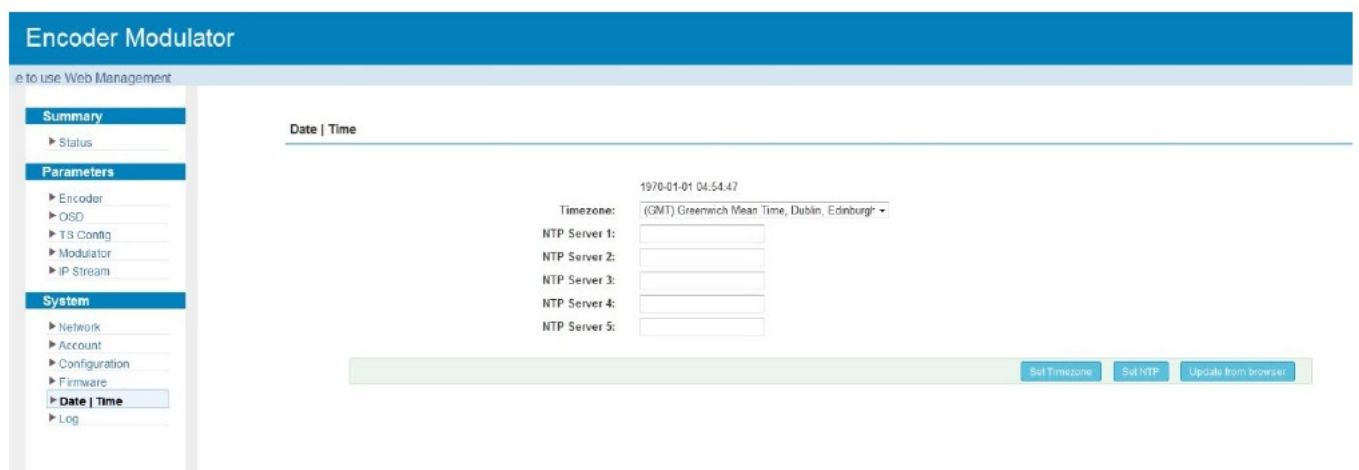 Encoder Modulator
e to use Web Management
Summary
Status
Parameters
Encoder
OSD
TS Config
Modulator
IP Stream
System
Network
Account
Configuration
Firmware
Date | Time
Log
Date | Time
1970-01-01 04:54:47
Timezone: (GMT) Greenwich Mean Time, Dublin, Edinburgh
NTP Server 1:
NTP Server 2:
NTP Server 3:
NTP Server 4:
NTP Server 5:
Set Timezone Set NTP Update from browser